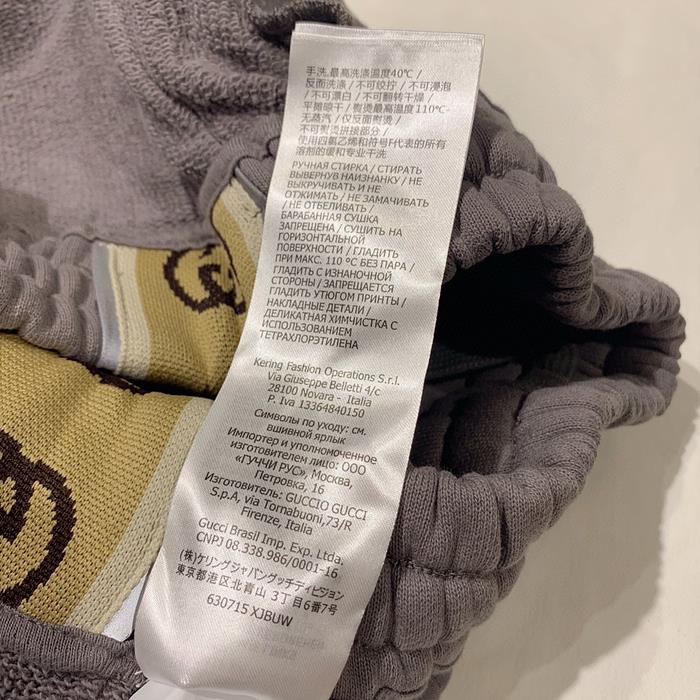 手洗,最高洗涤温度40℃ /
反面洗涤 / 不可绞拧 / 不可浸泡
/ 不可漂白 / 不可翻转干燥 /
平摊晾干 / 熨烫最高温度110℃-
无蒸汽 / 仅反面熨烫 /
不可熨烫拼接部分 /
使用四氯乙烯和符号F代表的所有
溶剂的缓和专业干洗
РУЧНАЯ СТИРКА / СТИРАТЬ
ВЫВЕРНУВ НАИЗНАНКУ / НЕ
ВЫКРУЧИВАТЬ И НЕ
ОТЖИМАТЬ / НЕ ЗАМАЧИВАТЬ
/ НЕ ОТБЕЛИВАТЬ /
БАРАБАННАЯ СУШКА
ЗАПРЕЩЕНА / СУШИТЬ НА
ГОРИЗОНТАЛЬНОЙ
ПОВЕРХНОСТИ / ГЛАДИТЬ
ПРИ МАКС. 110 °C БЕЗ ПАРА /
ГЛАДИТЬ С ИЗНАНОЧНОЙ
СТОРОНЫ / ЗАПРЕЩАЕТСЯ
ГЛАДИТЬ УТЮГОМ ПРИНТЫ /
НАКЛАДНЫЕ ДЕТАЛИ /
ДЕЛИКАТНАЯ ХИМЧИСТКА С
ИСПОЛЬЗОВАНИЕМ
ТЕТРАХЛОРЭТИЛЕНА
Kering Fashion Operations S.r.l.
Via Giuseppe Belletti 4/c
28100 Novara - Italia
P. Iva 13364840150
Символы по уходу: см.
вшивной ярлык
Импортер и уполномоченное
изготовителем лицо: ООО
«ГУЧЧИ РУС», Москва,
Петровка, 16
Изготовитель: GUCCIO GUCCI
S.p.A, via Tornabuoni,73/R
Firenze, Italia
Gucci Brasil Imp. Exp. Ltda.
CNPJ 08.338.986/0001-16
(株)ケリングジャパングッチディビジョン
東京都港区北青山 3丁目6番7号
630715 XJBUW